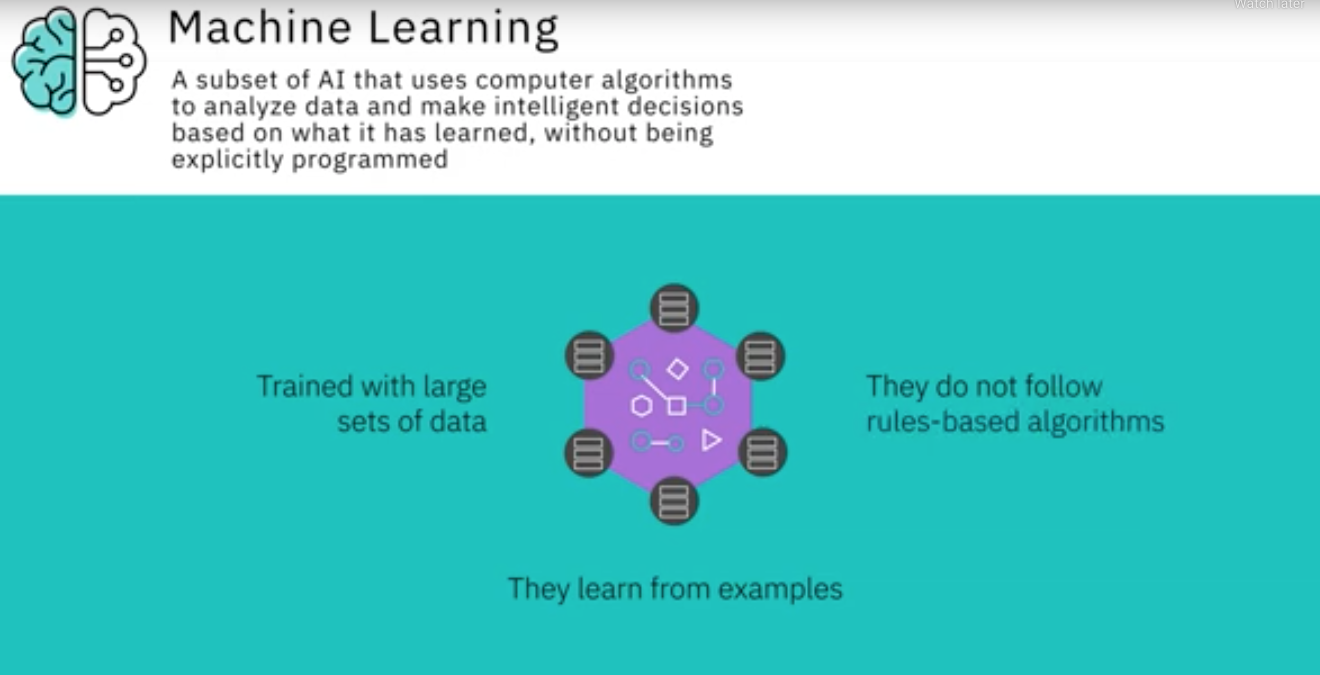 Watch later
Machine Learning
A subset of AI that uses computer algorithms
to analyze data and make intelligent decisions
based on what it has learned, without being
explicitly programmed
Trained with large
sets of data
They do not follow
rules-based algorithms
They learn from examples